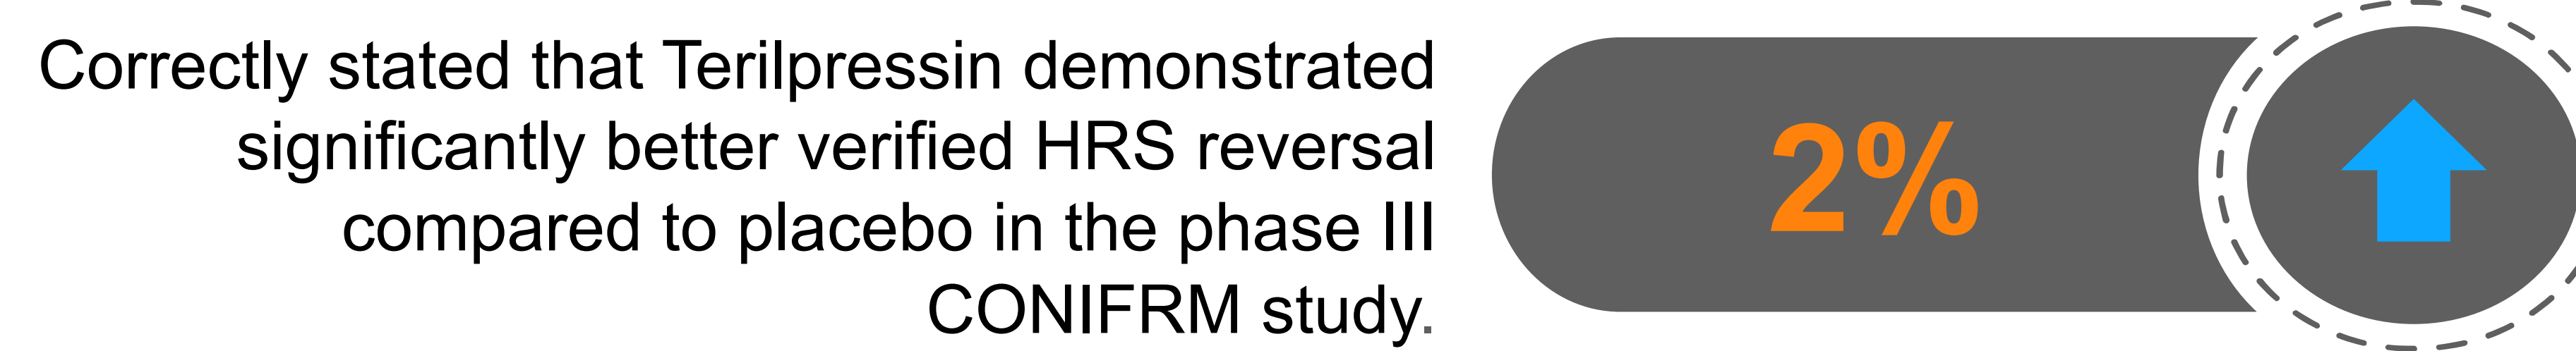 Correctly stated that Terilpressin demonstrated
significantly better verified HRS reversal
compared to placebo in the phase III
CONIFRM study.
2%